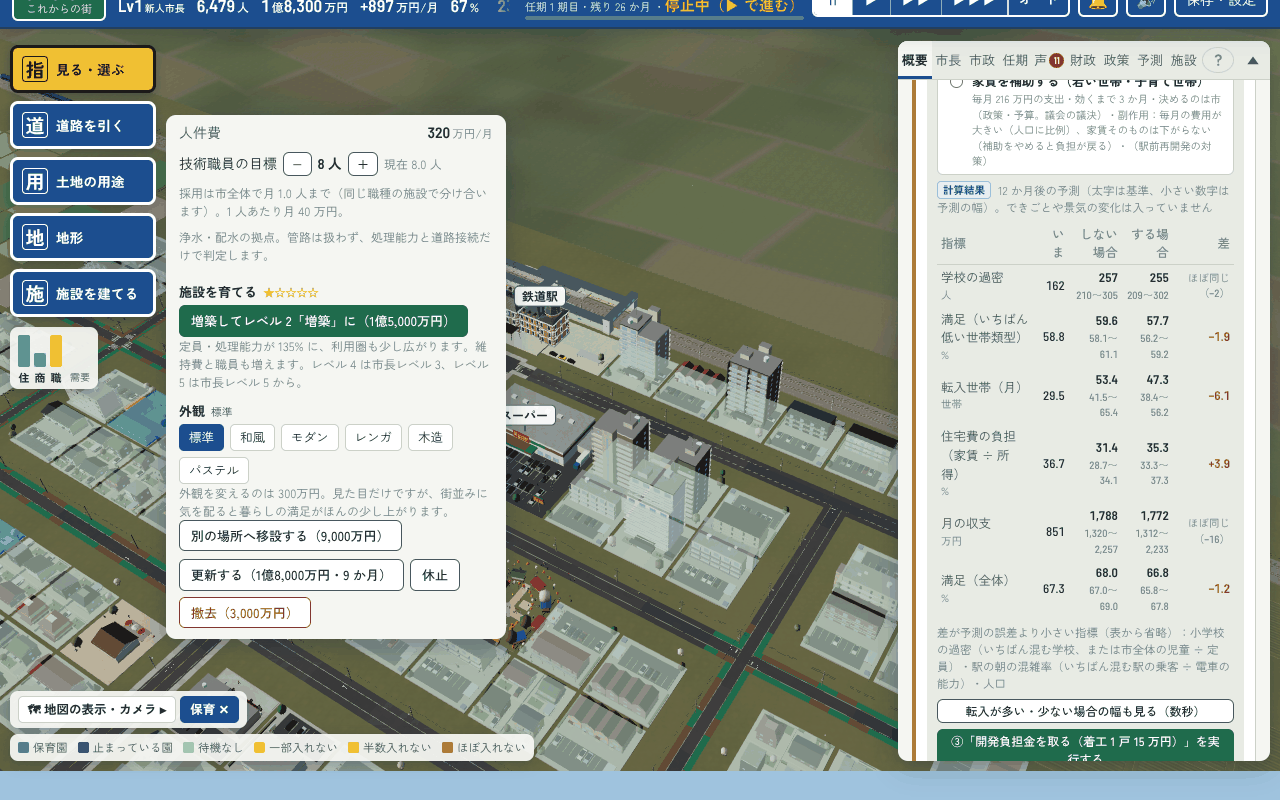 これからの街
Lv1 新人市長 6,479 人 1億8,300 万円 +897 万円/月 67 %
任期 1 期目・残り 26 か月 ・停止中（▶ で進む）
保存・設定
指 見る・選ぶ
道 道路を引く
用 土地の用途
地 地形
施 施設を建てる
住 商 職 需要
人件費 320 万円/月
技術職員の目標 − 8 人 + 現在 8.0 人
採用は市全体で月 1.0 人まで（同じ職種の施設で分け合い
ます）。1 人あたり月 40 万円。
浄水・配水の拠点。管路は扱わず、処理能力と道路接続だ
けで判定します。
施設を育てる ★☆☆☆☆
増築してレベル 2「増築」に（1億5,000万円）
定員・処理能力が 135% に、利用圏も少し広がります。維
持費と職員も増えます。レベル 4 は市長レベル 3、レベル
5 は市長レベル 5 から。
外観 標準
標準 和風 モダン レンガ 木造
パステル
外観を変えるのは 300万円。見た目だけですが、街並みに
気を配ると暮らしの満足がほんの少し上がります。
別の場所へ移設する（9,000万円）
更新する（1億8,000万円・9 か月） 休止
撤去（3,000万円）
鉄道駅
スーパー
🗺 地図の表示・カメラ ▸ 保育 ✕
保育園 止まっている園 待機なし 一部入れない 半数入れない ほぼ入れない
概要 市長 市政 任期 声 11 財政 政策 予測 施設 ? ▲
家賃を補助する（若い世帯・子育て世帯）
毎月 216 万円の支出・効くまで 3 か月・決めるのは市
（政策・予算。議会の議決）・副作用：毎月の費用が
大きい（人口に比例）、家賃そのものは下がらない
（補助をやめると負担が戻る）・（駅前再開発の対
策）
計算結果 12 か月後の予測（太字は基準、小さい数字は
予測の幅）。できごとや景気の変化は入っていません
指標 いま しない場合 する場合 差
学校の過密 人 162 257 210〜305 255 209〜302 ほぼ同じ（−2）
満足（いちばん低い世帯類型） % 58.8 59.6 58.1〜61.1 57.7 56.2〜59.2 −1.9
転入世帯（月） 世帯 29.5 53.4 41.5〜65.4 47.3 38.4〜56.2 −6.1
住宅費の負担（家賃 ÷ 所得） % 36.7 31.4 28.7〜34.1 35.3 33.3〜37.3 +3.9
月の収支 万円 851 1,788 1,320〜2,257 1,772 1,312〜2,233 ほぼ同じ（−16）
満足（全体） % 67.3 68.0 67.0〜69.0 66.8 65.8〜67.8 −1.2
差が予測の誤差より小さい指標（表から省略）：小学校
の過密（いちばん混む学校、または市全体の児童 ÷ 定
員）・駅の朝の混雑率（いちばん混む駅の乗客 ÷ 電車の
能力）・人口
転入が多い・少ない場合の幅も見る（数秒）
③「開発負担金を取る（着工 1 戸 15 万円）」を実
行する